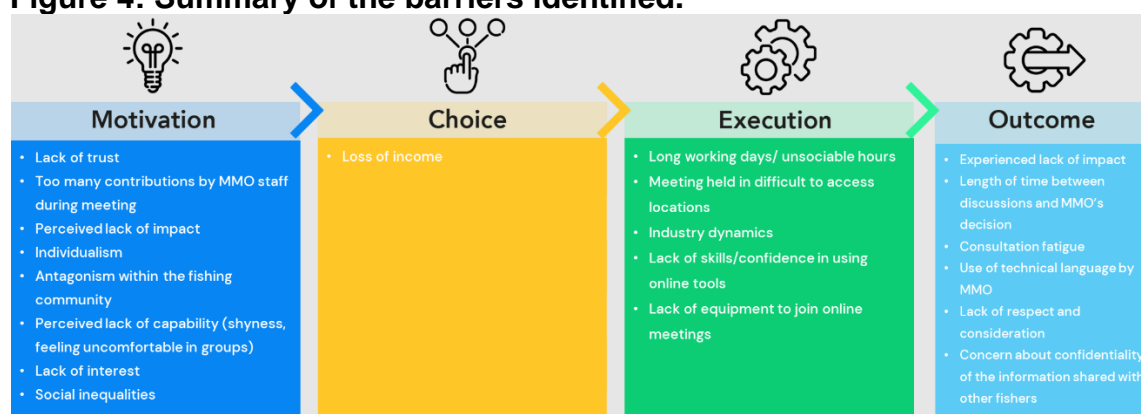 Figure 4: Summary of the barriers identified.
Motivation
• Lack of trust
• Too many contributions by MMO staff
during meeting
• Perceived lack of impact
• Individualism
• Antagonism within the fishing
community
• Perceived lack of capability (shyness,
feeling uncomfortable in groups)
• Lack of interest
• Social inequalities
Choice
• Loss of income
Execution
• Long working days/ unsociable hours
• Meeting held in difficult to access
locations
• Industry dynamics
• Lack of skills/confidence in using
online tools
• Lack of equipment to join online
meetings
Outcome
• Experienced lack of impact
• Length of time between
discussions and MMO's
decision
• Consultation fatigue
• Use of technical language by
MMO
• Lack of respect and
consideration
• Concern about confidentiality
of the information shared with
other fishers